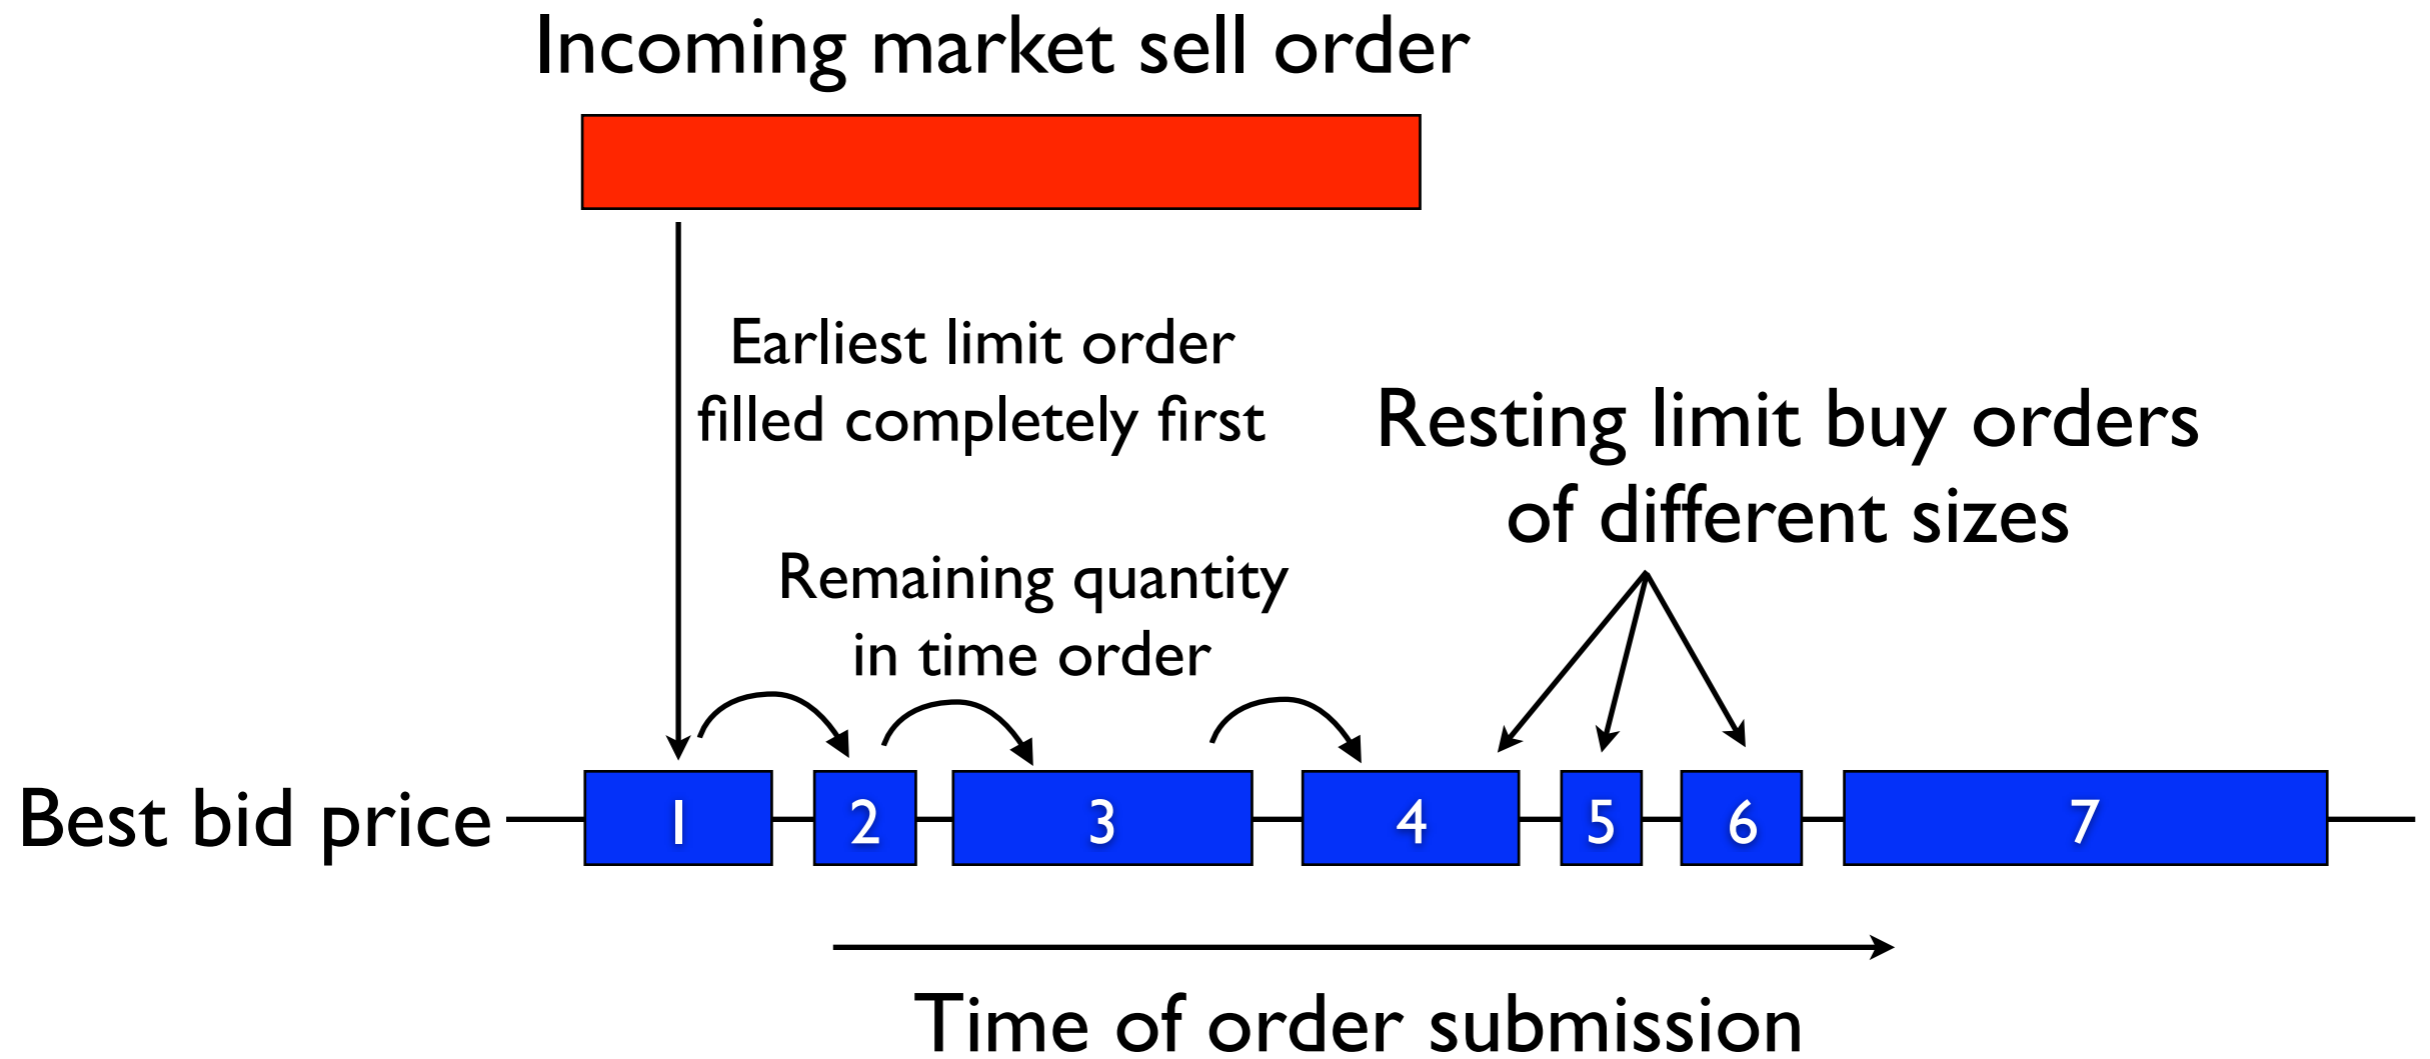 Incoming market sell order
Earliest limit order
filled completely first
Resting limit buy orders
of different sizes
Remaining quantity
in time order
Best bid price
1 2 3 4 5 6 7
Time of order submission